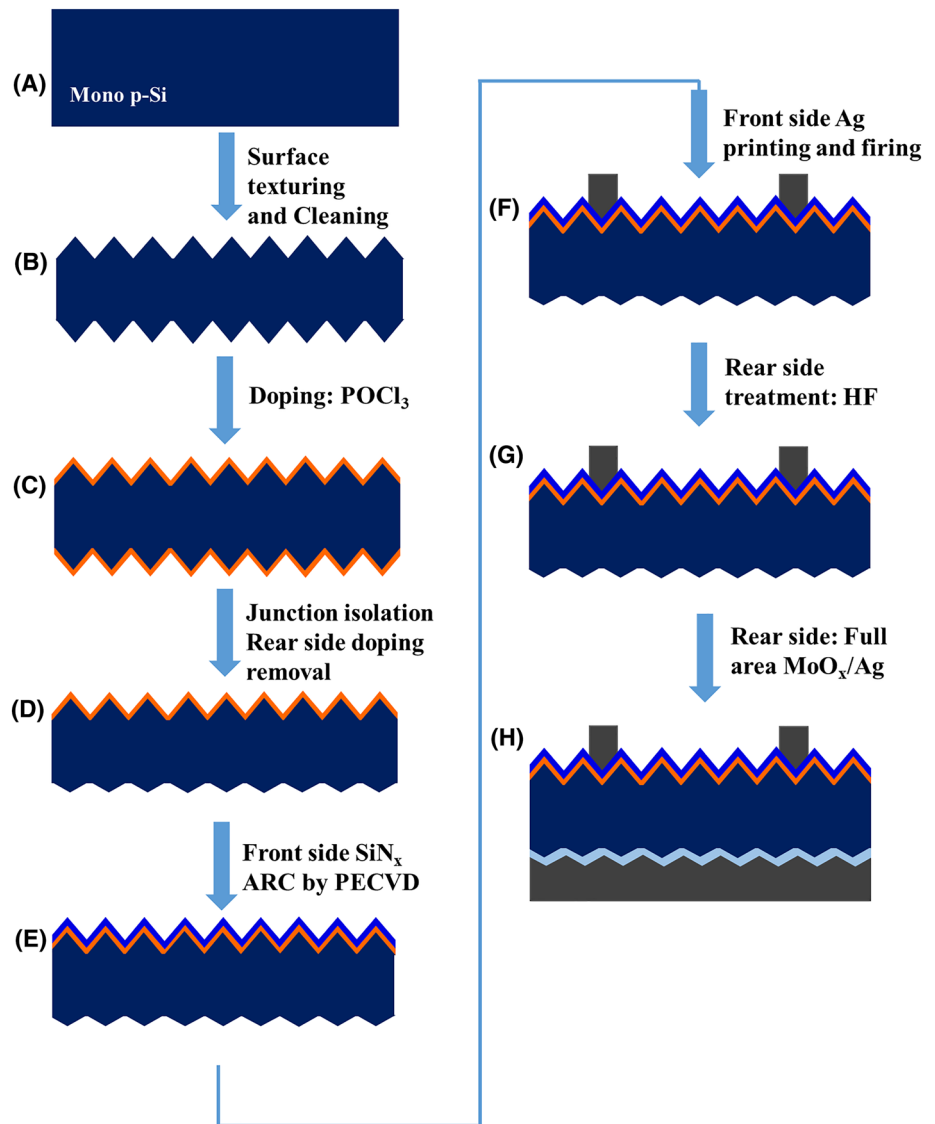 (A)
Mono p-Si
Surface
texturing
and Cleaning
(B)
Doping: POCl₃
(C)
Junction isolation
Rear side doping
removal
(D)
Front side SiNₓ
ARC by PECVD
(E)
Front side Ag
printing and firing
(F)
Rear side
treatment: HF
(G)
Rear side: Full
area MoOₓ/Ag
(H)